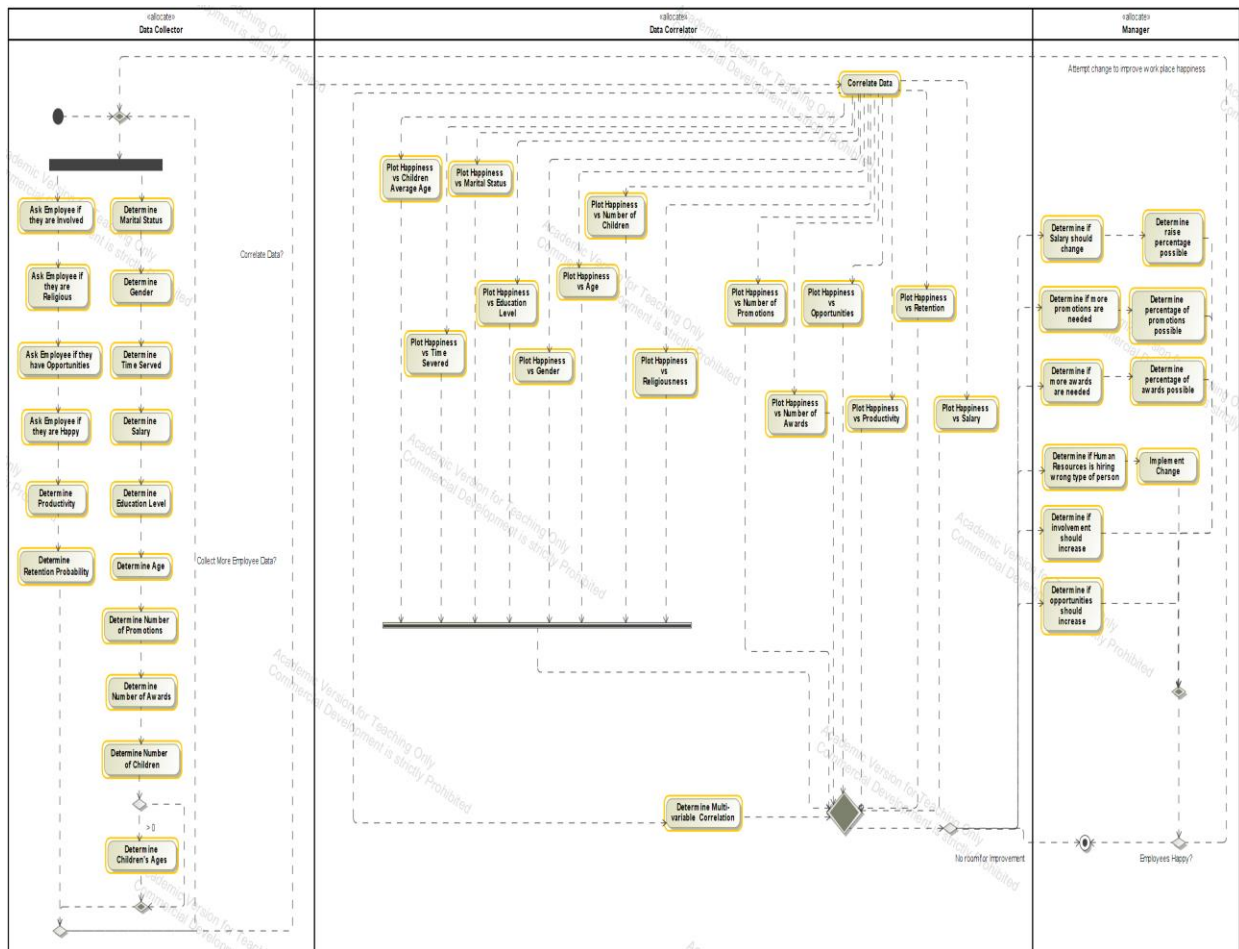 «allocate»
Data Collector
«allocate»
Data Correlator
«allocate»
Manager
Attempt change to improve work place happiness
Correlate Data
Ask Employee if
they are Involved
Determine
Marital Status
Ask Employee if
they are
Religious
Determine
Gender
Ask Employee if they
have Opportunities
Determine
Time Served
Ask Employee if
they are Happy
Determine
Salary
Determine
Productivity
Determine
Education Level
Determine
Retention Probability
Determine Age
Determine Number
of Promotions
Determine
Number of Awards
Determine Number
of Children
> 0
Determine
Children's Ages
Correlate Data?
Collect More Employee Data?
Plot Happiness
vs Children
Average Age
Plot Happiness
vs Marital Status
Plot Happiness
vs Number of
Children
Plot Happiness
vs Education
Level
Plot Happiness
vs Age
Plot Happiness
vs Time
Severed
Plot Happiness
vs Gender
Plot Happiness
vs
Religiousness
Plot Happiness
vs Number of
Promotions
Plot Happiness
vs
Opportunities
Plot Happiness
vs Retention
Plot Happiness
vs Number of
Awards
Plot Happiness
vs Productivity
Plot Happiness
vs Salary
Determine Multi-
variable Correlation
No room for Improvement
Determine if
Salary should
change
Determine
raise
percentage
possible
Determine if more
promotions are
needed
Determine
percentage of
promotions
possible
Determine if
more awards
are needed
Determine
percentage of
awards possible
Determine if Human
Resources is hiring
wrong type of person
Implement
Change
Determine if
involvement
should
increase
Determine if
opportunities
should
increase
Employees Happy?
Academic Version for Teaching Only
Commercial Development is strictly Prohibited